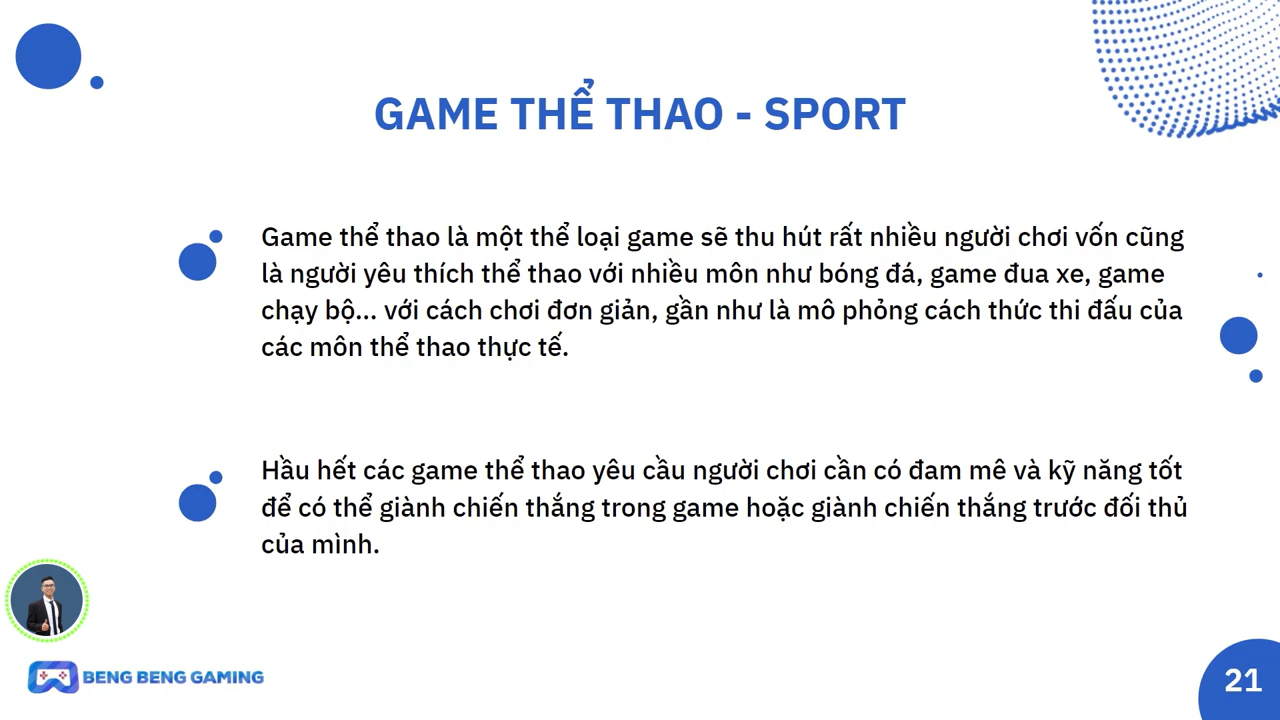 GAME THỂ THAO - SPORT
Game thể thao là một thể loại game sẽ thu hút rất nhiều người chơi vốn cũng
là người yêu thích thể thao với nhiều môn như bóng đá, game đua xe, game
chạy bộ... với cách chơi đơn giản, gần như là mô phỏng cách thức thi đấu của
các môn thể thao thực tế.
Hầu hết các game thể thao yêu cầu người chơi cần có đam mê và kỹ năng tốt
để có thể giành chiến thắng trong game hoặc giành chiến thắng trước đối thủ
của mình.
BENG BENG GAMING
21